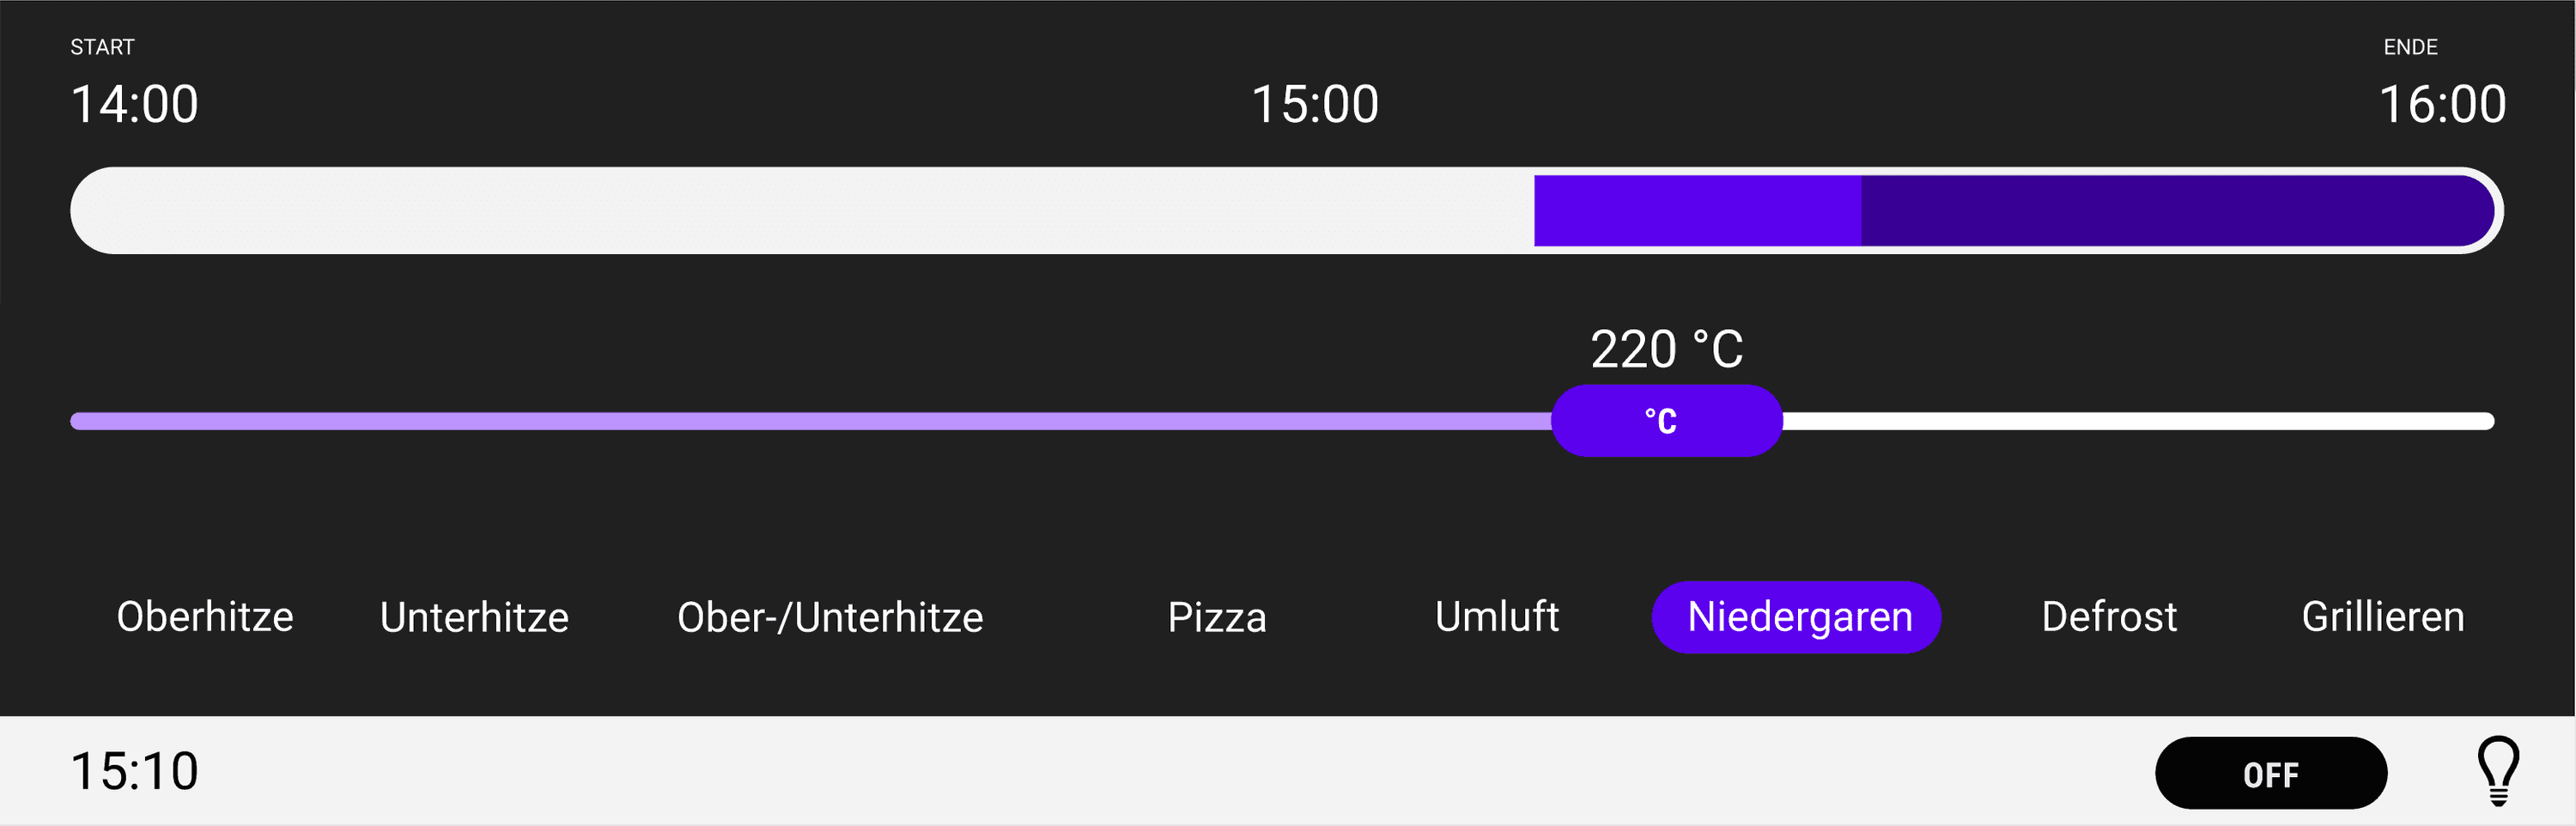 START
ENDE
14:00
15:00
16:00
220 °C
°C
Oberhitze
Unterhitze
Ober-/Unterhitze
Pizza
Umluft
Niedergaren
Defrost
Grillieren
15:10
OFF